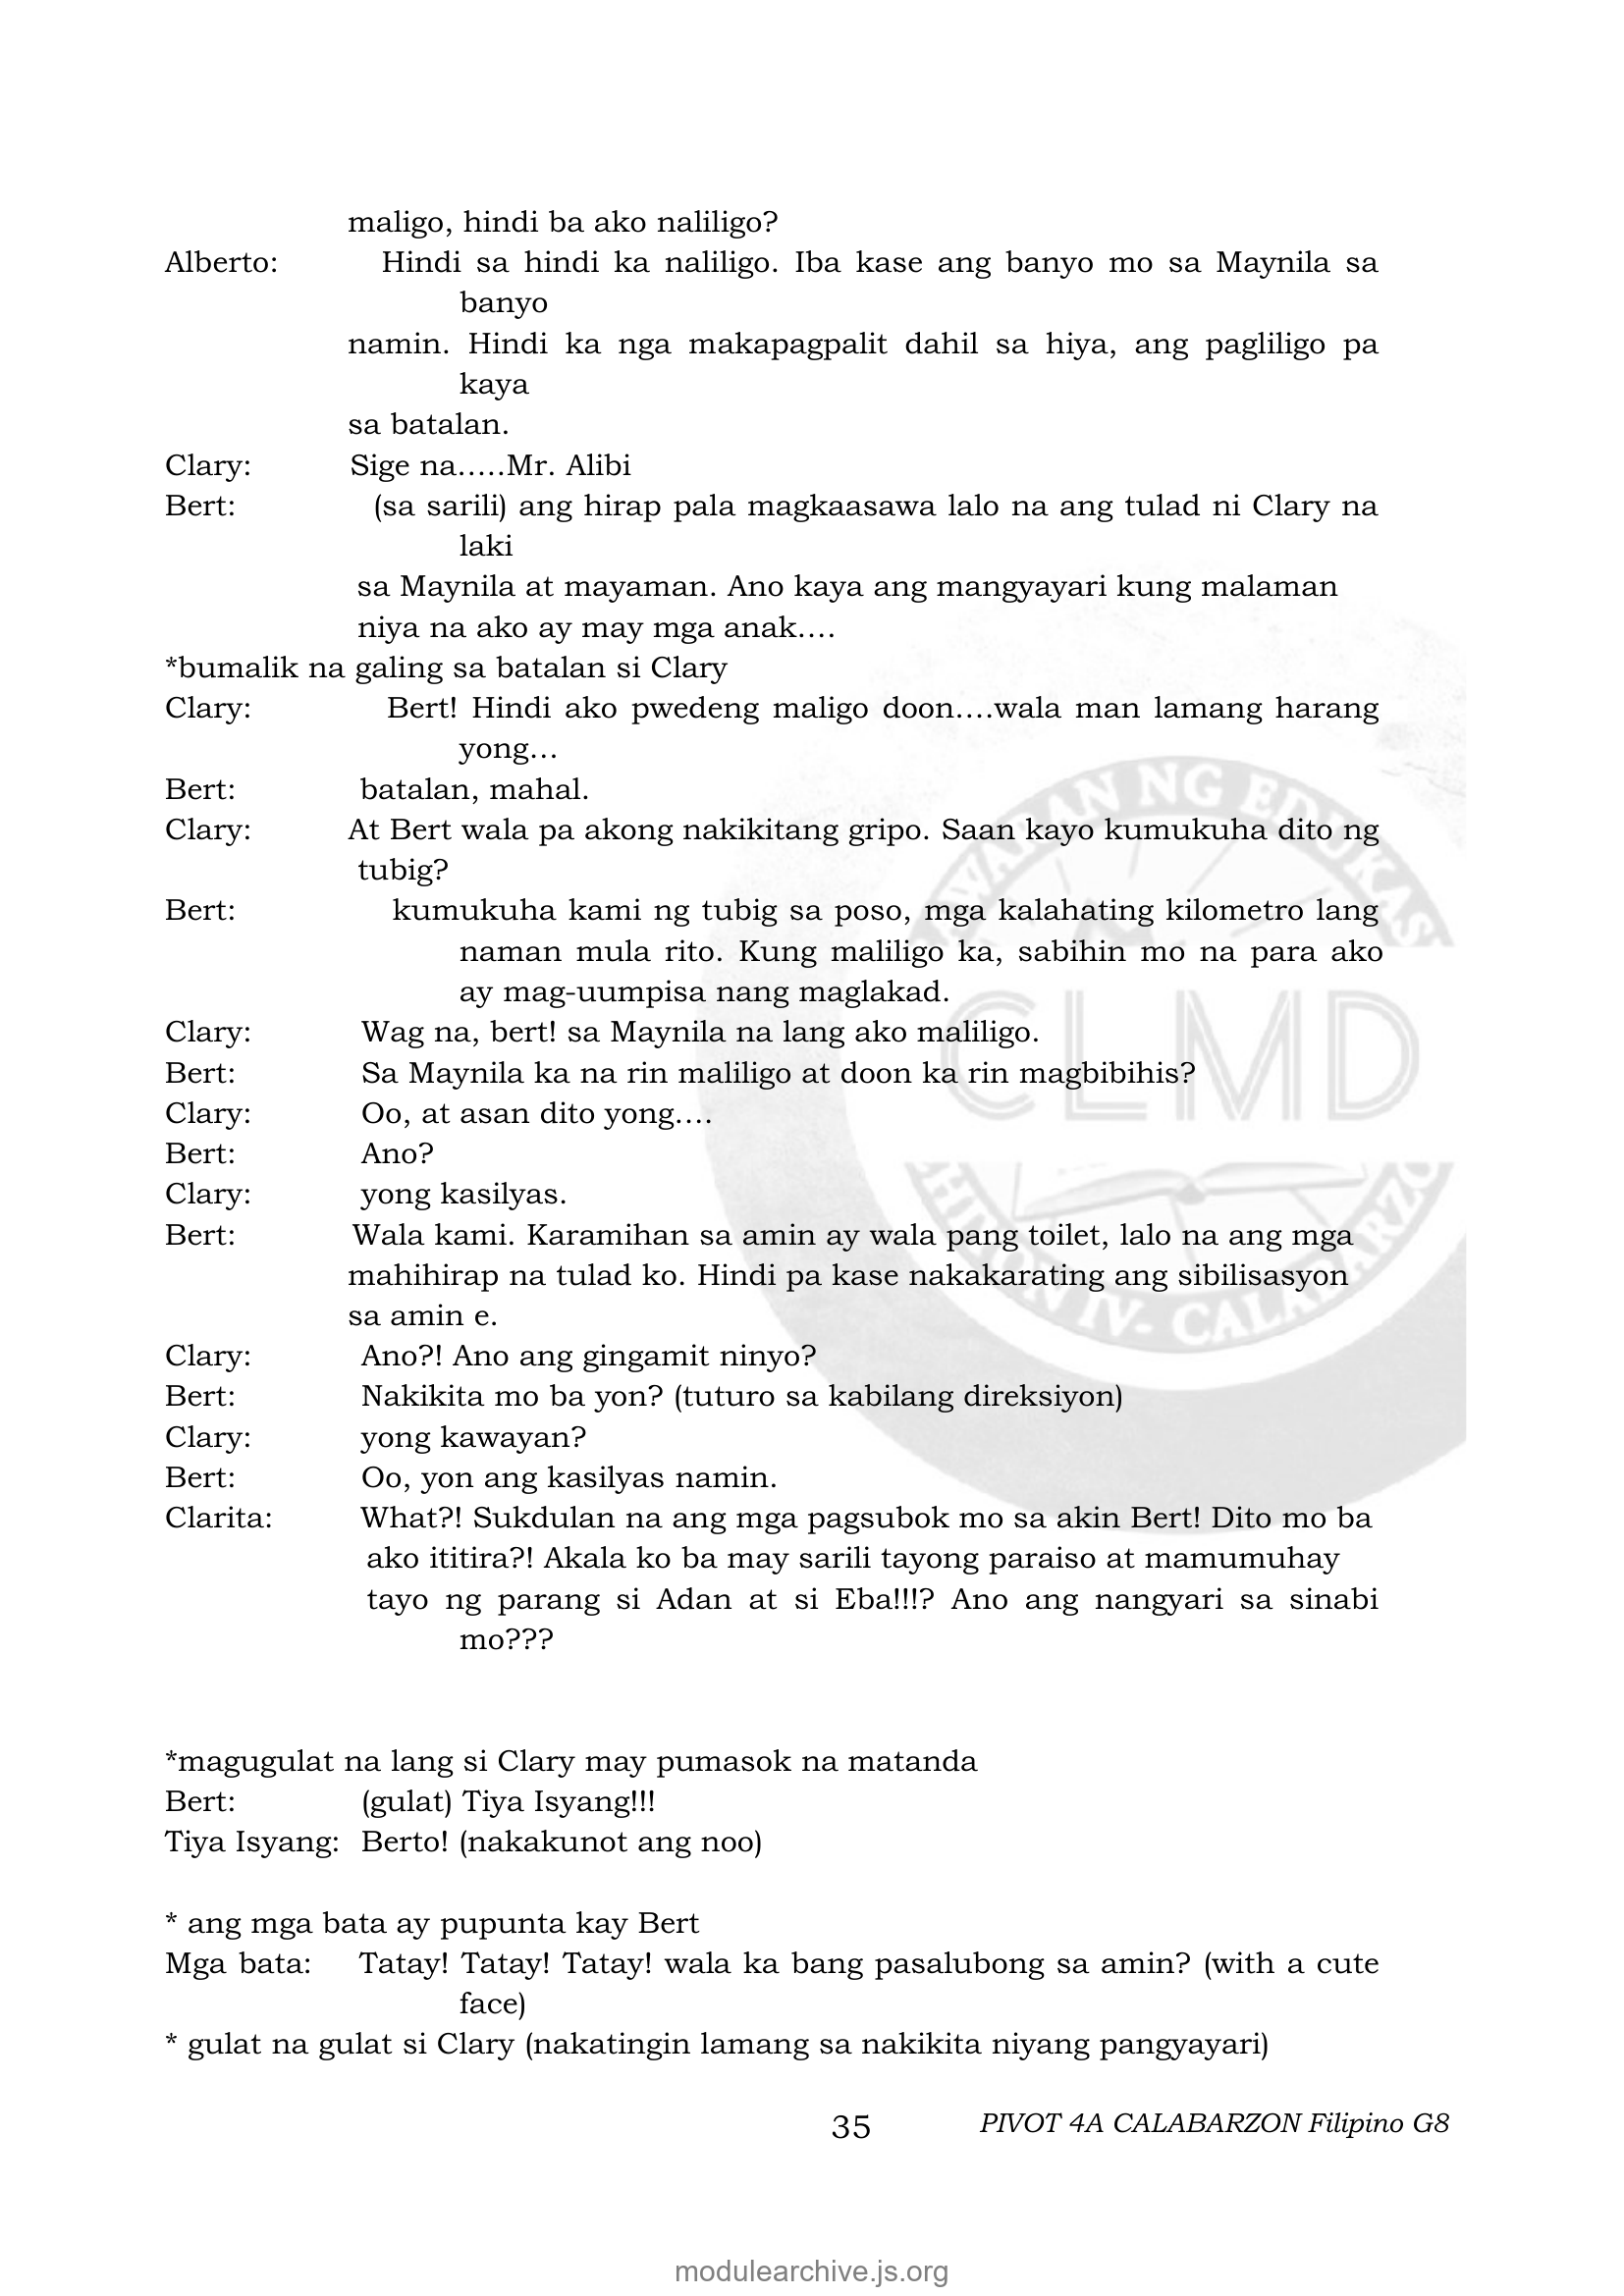 maligo, hindi ba ako naliligo?
Alberto: Hindi sa hindi ka naliligo. Iba kase ang banyo mo sa Maynila sa
banyo
namin. Hindi ka nga makapagpalit dahil sa hiya, ang pagliligo pa
kaya
sa batalan.
Clary: Sige na.....Mr. Alibi
Bert: (sa sarili) ang hirap pala magkaasawa lalo na ang tulad ni Clary na
laki
sa Maynila at mayaman. Ano kaya ang mangyayari kung malaman
niya na ako ay may mga anak....
*bumalik na galing sa batalan si Clary
Clary: Bert! Hindi ako pwedeng maligo doon....wala man lamang harang
yong...
Bert: batalan, mahal.
Clary: At Bert wala pa akong nakikitang gripo. Saan kayo kumukuha dito ng
tubig?
Bert: kumukuha kami ng tubig sa poso, mga kalahating kilometro lang
naman mula rito. Kung maliligo ka, sabihin mo na para ako
ay mag-uumpisa nang maglakad.
Clary: Wag na, bert! sa Maynila na lang ako maliligo.
Bert: Sa Maynila ka na rin maliligo at doon ka rin magbibihis?
Clary: Oo, at asan dito yong....
Bert: Ano?
Clary: yong kasilyas.
Bert: Wala kami. Karamihan sa amin ay wala pang toilet, lalo na ang mga
mahihirap na tulad ko. Hindi pa kase nakakarating ang sibilisasyon
sa amin e.
Clary: Ano?! Ano ang gingamit ninyo?
Bert: Nakikita mo ba yon? (tuturo sa kabilang direksiyon)
Clary: yong kawayan?
Bert: Oo, yon ang kasilyas namin.
Clarita: What?! Sukdulan na ang mga pagsubok mo sa akin Bert! Dito mo ba
ako ititira?! Akala ko ba may sarili tayong paraiso at mamumuhay
tayo ng parang si Adan at si Eba!!!? Ano ang nangyari sa sinabi
mo???
*magugulat na lang si Clary may pumasok na matanda
Bert: (gulat) Tiya Isyang!!!
Tiya Isyang: Berto! (nakakunot ang noo)
* ang mga bata ay pupunta kay Bert
Mga bata: Tatay! Tatay! Tatay! wala ka bang pasalubong sa amin? (with a cute
face)
* gulat na gulat si Clary (nakatingin lamang sa nakikita niyang pangyayari)
35 PIVOT 4A CALABARZON Filipino G8
modulearchive.js.org
CLMD